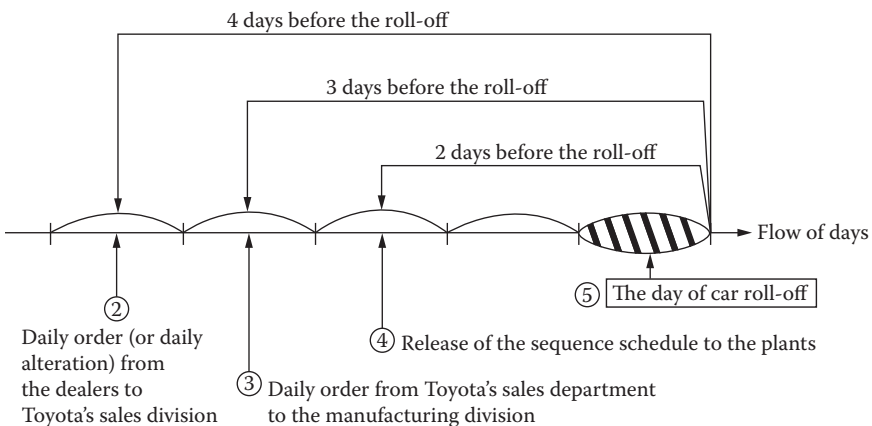 4 days before the roll-off
3 days before the roll-off
2 days before the roll-off
Flow of days
② 
Daily order (or daily
alteration) from
the dealers to
Toyota's sales division
③ Daily order from Toyota's sales department
to the manufacturing division
④ Release of the sequence schedule to the plants
⑤ The day of car roll-off